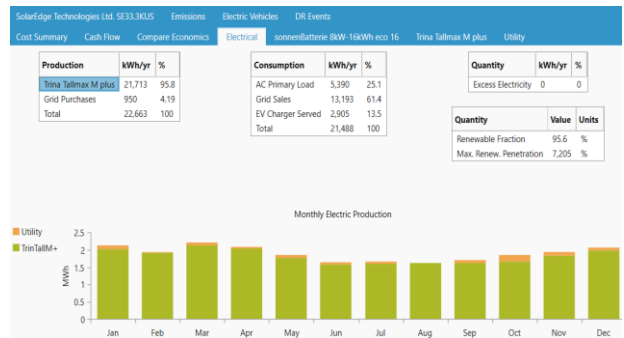 SolarEdge Technologies Ltd. SE33.3KUS Emissions Electric Vehicles DR Events
Cost Summary Cash Flow Compare Economics Electrical sonnenBatterie 8kW-16kWh eco 16 Trina Tallmax M plus Utility
Production kWh/yr %
Trina Tallmax M plus 21,713 95.8
Grid Purchases 950 4.19
Total 22,663 100
Consumption kWh/yr %
AC Primary Load 5,390 25.1
Grid Sales 13,193 61.4
EV Charger Served 2,905 13.5
Total 21,488 100
Quantity kWh/yr %
Excess Electricity 0 0
Quantity Value Units
Renewable Fraction 95.6 %
Max. Renew. Penetration 7,205 %
Monthly Electric Production
Utility
TrinTallM+
MWh
2.5
2
1.5
1
0.5
0
Jan Feb Mar Apr May Jun Jul Aug Sep Oct Nov Dec